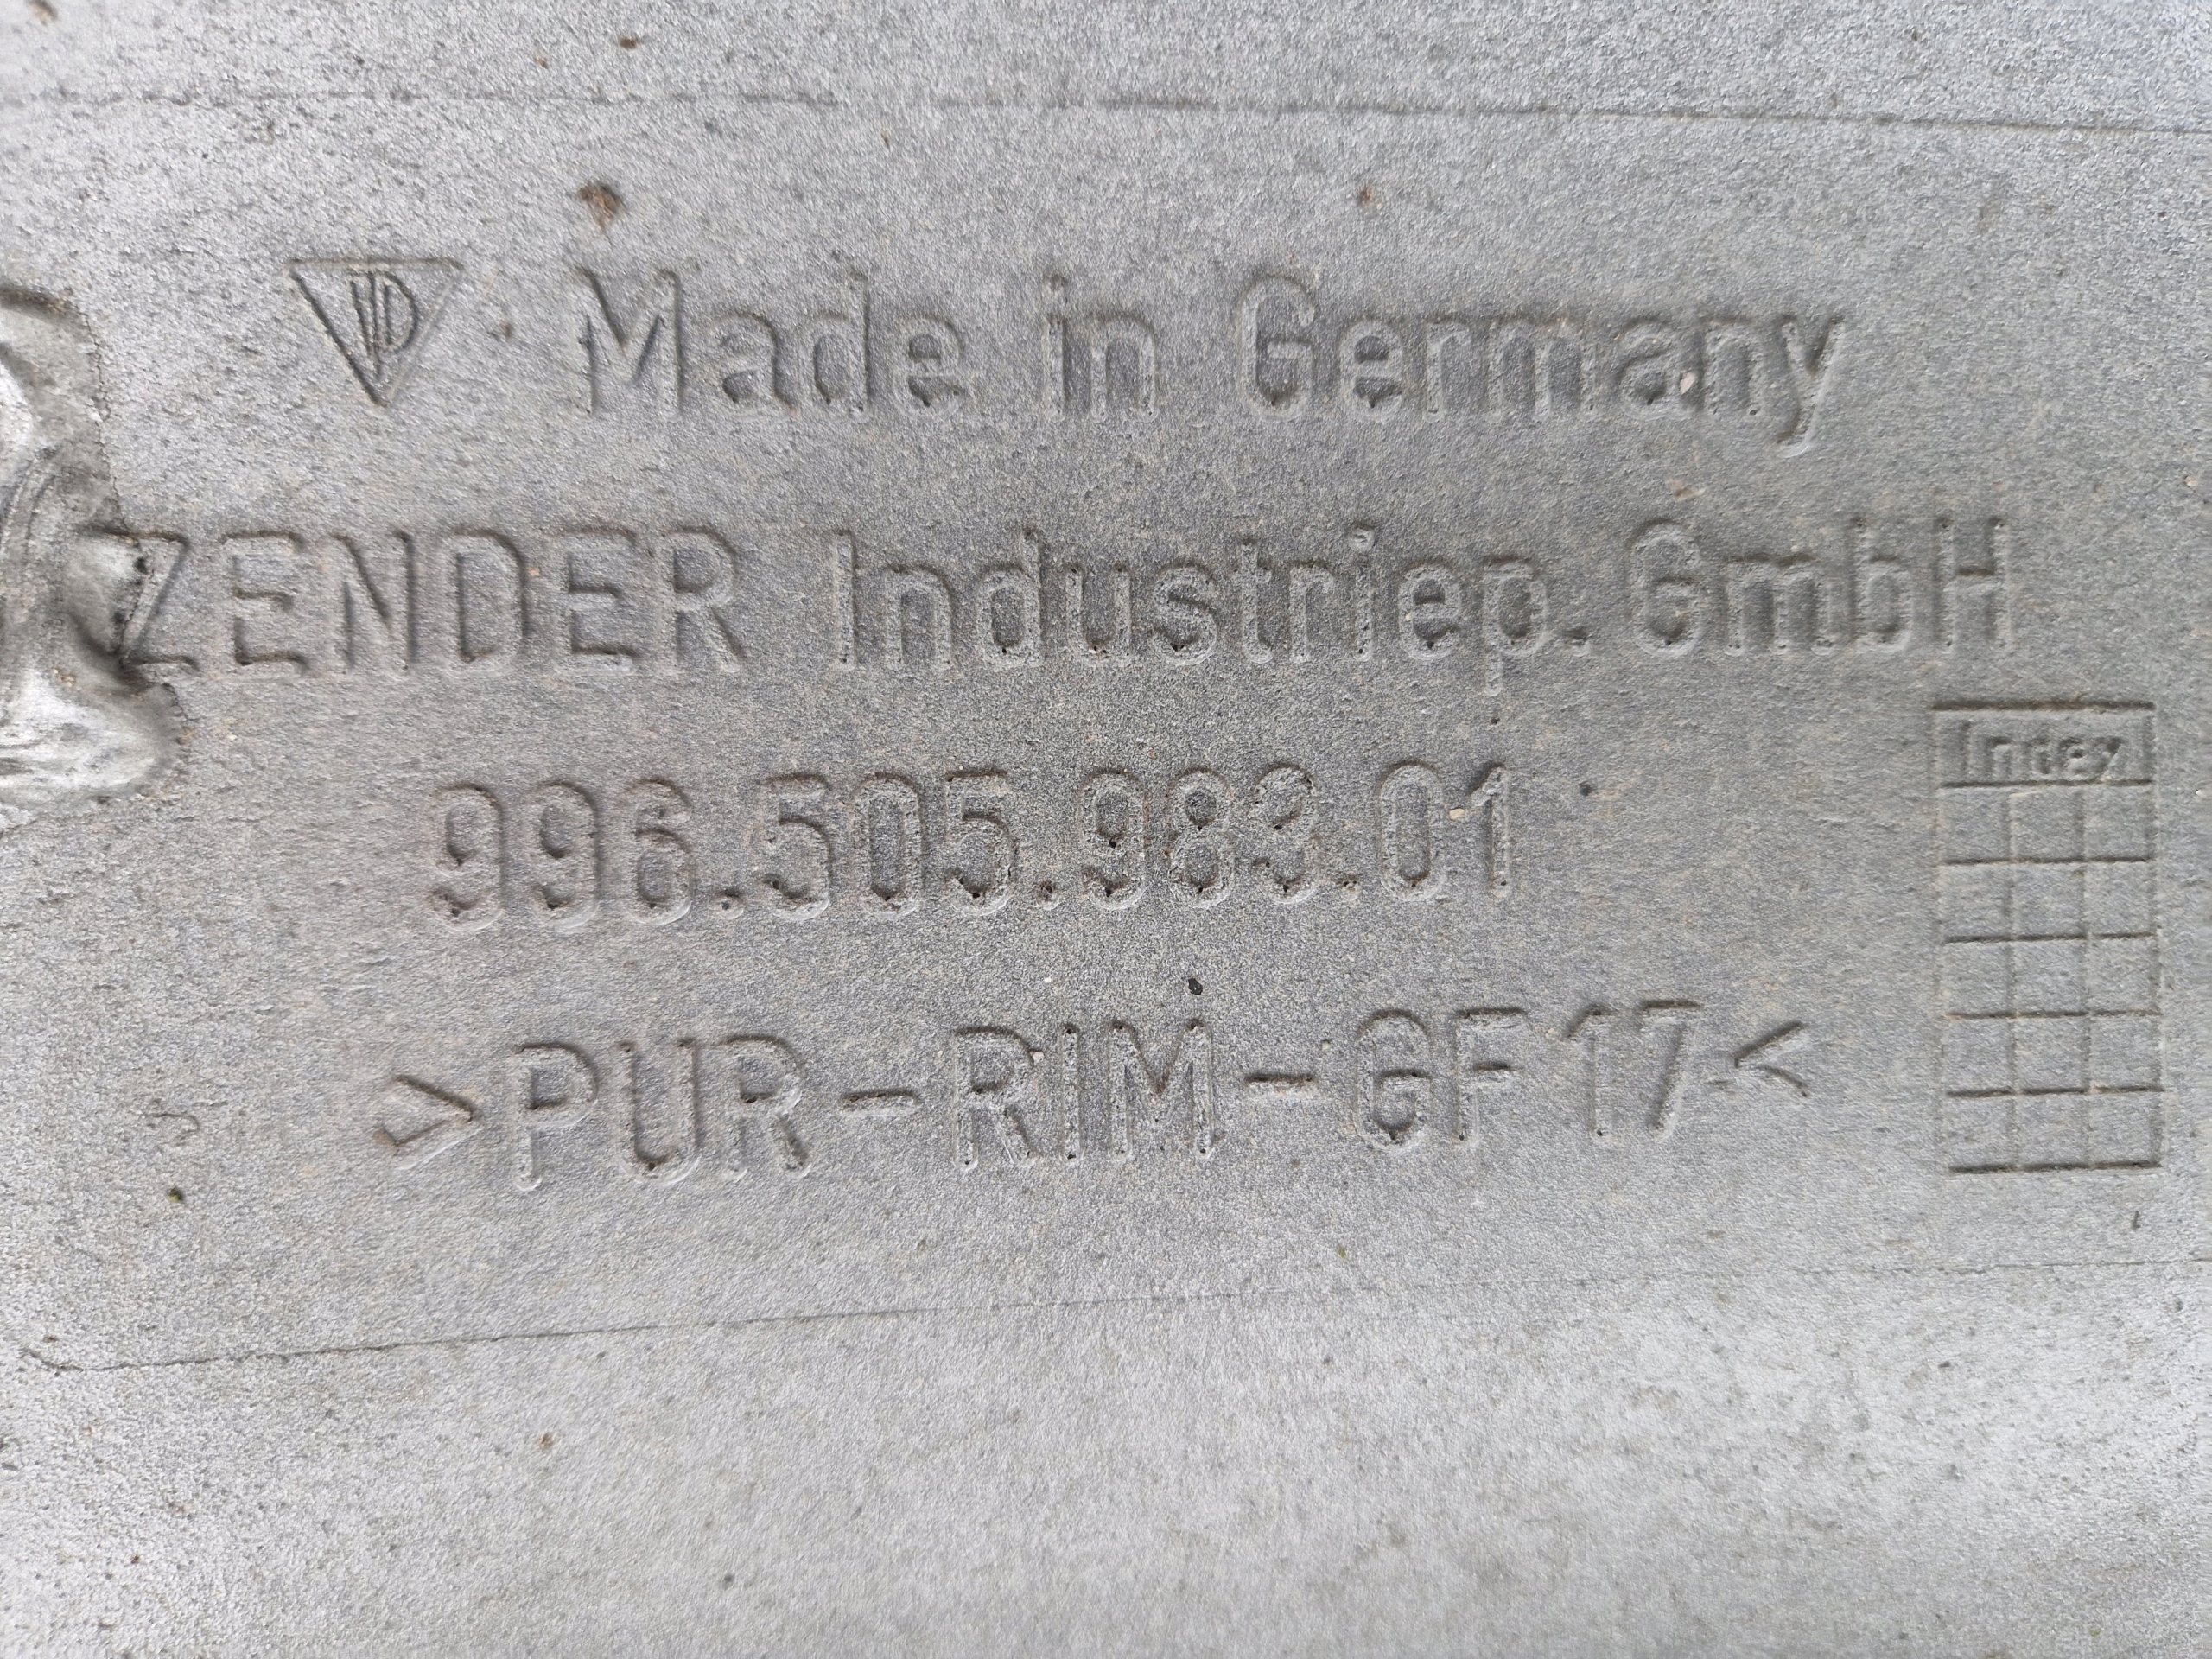 Made in Germany
ZENDER Industriep. GmbH
996.505.983.01
Intex
>PUR-RIM-GF17<